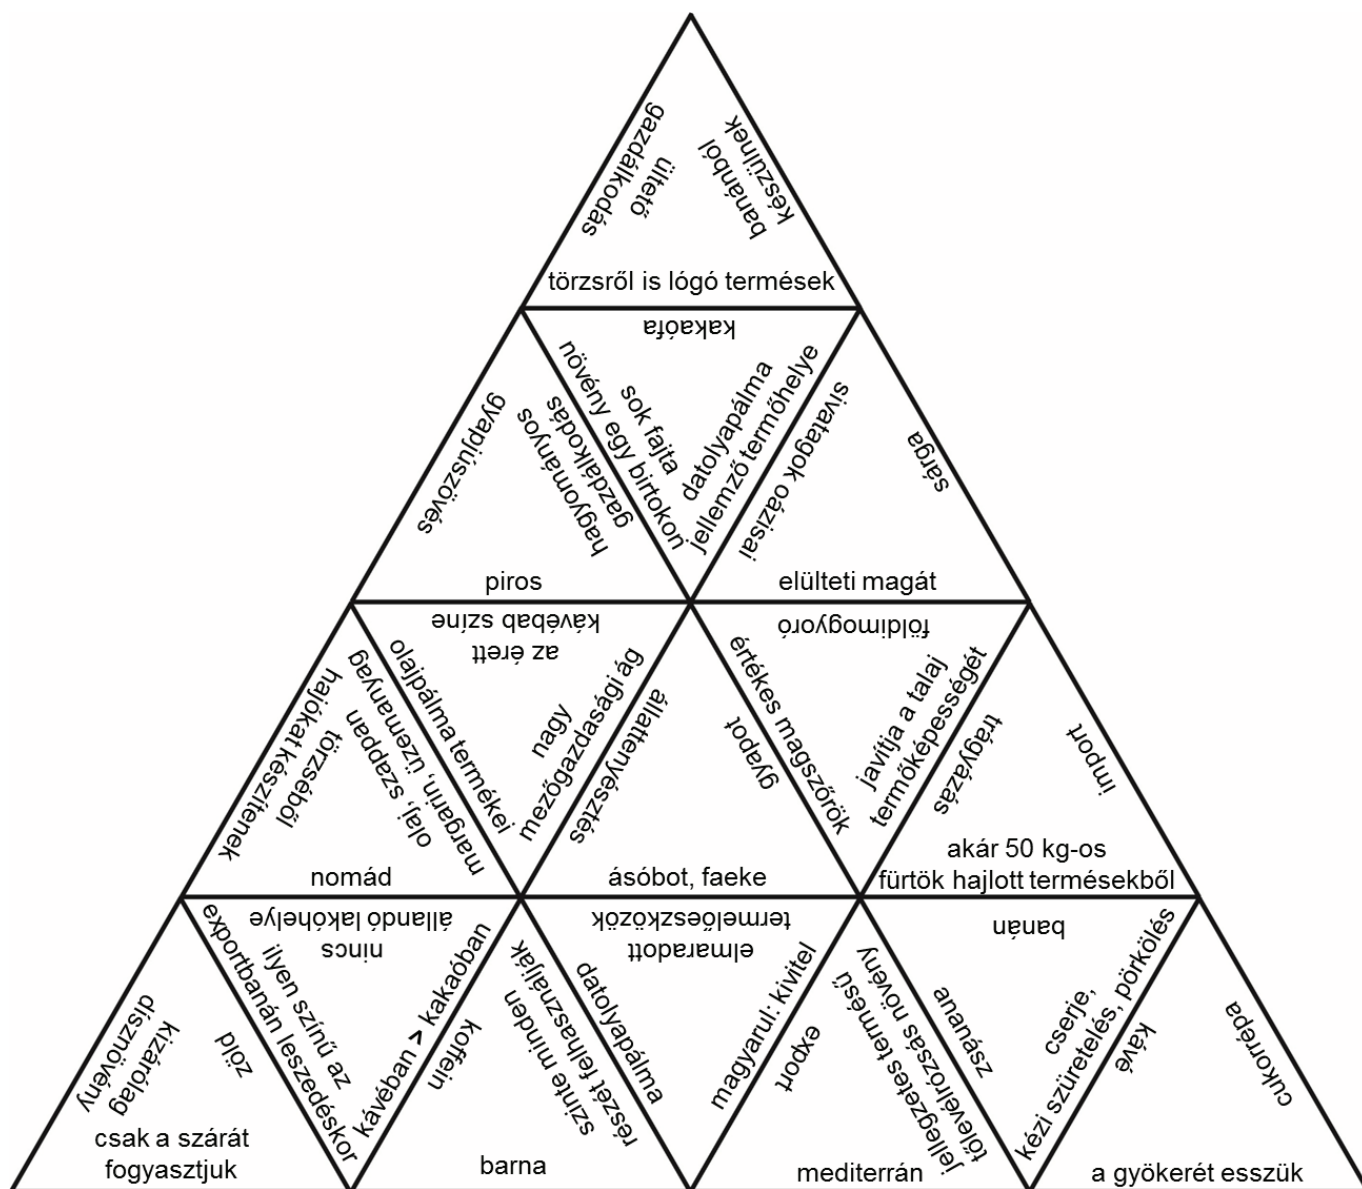 ültető
gazdálkodás
banánból
készülnek
törzsről is lógó termések
kakaófa
sok fajta
növény egy birtokon
datolyapálma
jellemző termőhelye
gyapjúszövés
hagyományos
gazdálkodás
piros
sivatagok oázisai
sárga
elülteti magát
az érett
kávébab színe
olajpálma termékei
nagy
mezőgazdasági ág
földimogyoró
értékes magszőrök
javítja a talaj
termőképességét
törzséből
hajókat készítenek
olaj, szappan
margarin, üzemanyag
nomád
állattenyésztés
gyapot
ásóbot, faeke
trágyázás
import
akár 50 kg-os
fürtök hajlott termésekből
nincs
állandó lakóhelye
ilyen színű az
exportbanán leszedéskor
kávéban > kakaóban
elmaradott
termelőeszközök
datolyapálma
magyarul: kivitel
banán
ananász
cserje,
kézi szüretelés, pörkölés
kizárólag
dísznövény
zöld
csak a szárát
fogyasztjuk
koffein
szinte minden
részét felhasználják
barna
export
jellegzetes termésű
tőlevélrózsás növény
mediterrán
kávé
cukorrépa
a gyökerét esszük